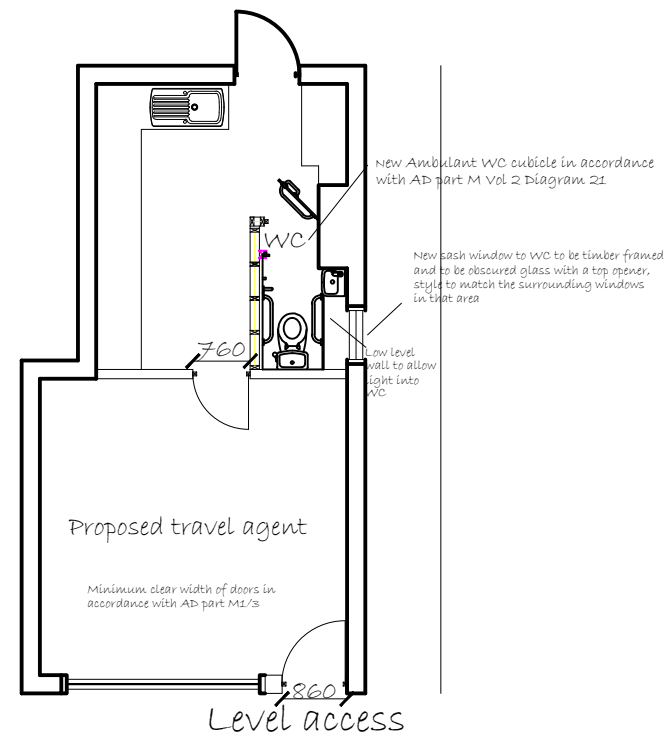 New Ambulant WC cubicle in accordance
with AD part M Vol 2 Diagram 21
WC
New sash window to WC to be timber framed
and to be obscured glass with a top opener,
style to match the surrounding windows
in that area
760
Low level
wall to allow
light into
WC
Proposed travel agent
Minimum clear width of doors in
accordance with AD part M1/3
860
Level access